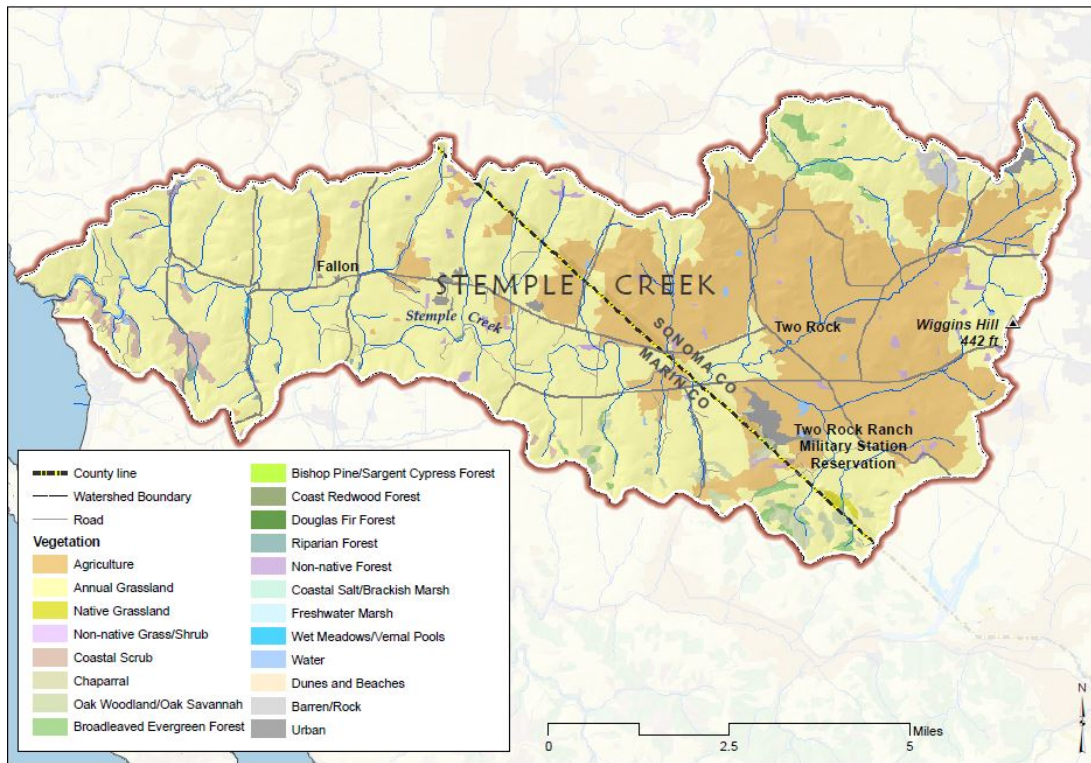 Fallon
STEMPLE CREEK
Stemple Creek
SONOMA CO
MARIN CO
Two Rock
Wiggins Hill
442 ft
Two Rock Ranch
Military Station
Reservation
County line
Watershed Boundary
Road
Vegetation
Agriculture
Annual Grassland
Native Grassland
Non-native Grass/Shrub
Coastal Scrub
Chaparral
Oak Woodland/Oak Savannah
Broadleaved Evergreen Forest
Bishop Pine/Sargent Cypress Forest
Coast Redwood Forest
Douglas Fir Forest
Riparian Forest
Non-native Forest
Coastal Salt/Brackish Marsh
Freshwater Marsh
Wet Meadows/Vernal Pools
Water
Dunes and Beaches
Barren/Rock
Urban
N
Miles
0 2.5 5